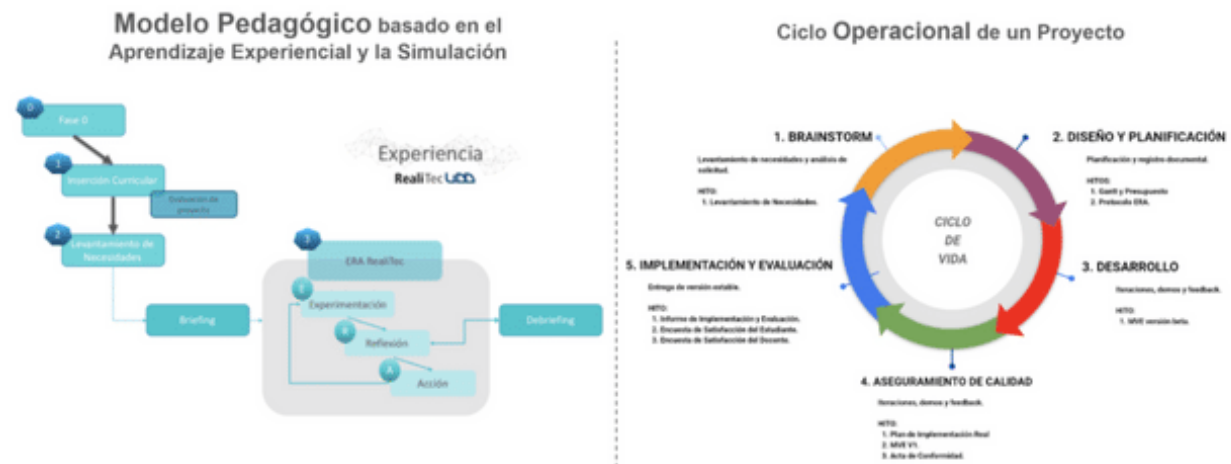 Modelo Pedagógico basado en el
Aprendizaje Experiencial y la Simulación
0
Fase 0
1
Inserción Curricular
Evaluación de
proyecto
2
Levantamiento de
Necesidades
Experiencia
RealiTec UDD
3
ERA RealiTec
Briefing
E
Experimentación
R
Reflexión
A
Acción
Debriefing
Ciclo Operacional de un Proyecto
1. BRAINSTORM
Levantamiento de necesidades y análisis de
solicitud.
HITO:
1. Levantamiento de Necesidades.
2. DISEÑO Y PLANIFICACIÓN
Planificación y registro documental.
HITOS:
1. Gantt y Presupuesto
2. Protocolo ERA.
CICLO
DE
VIDA
5. IMPLEMENTACIÓN Y EVALUACIÓN
Entrega de versión estable.
HITO:
1. Informe de Implementación y Evaluación.
2. Encuesta de Satisfacción del Estudiante.
3. Encuesta de Satisfacción del Docente.
3. DESARROLLO
Iteraciones, demos y feedback.
HITO:
1. MVE versión beta.
4. ASEGURAMIENTO DE CALIDAD
Iteraciones, demos y feedback.
HITO:
1. Plan de Implementación Real
2. MVE V1.
3. Acta de Conformidad.